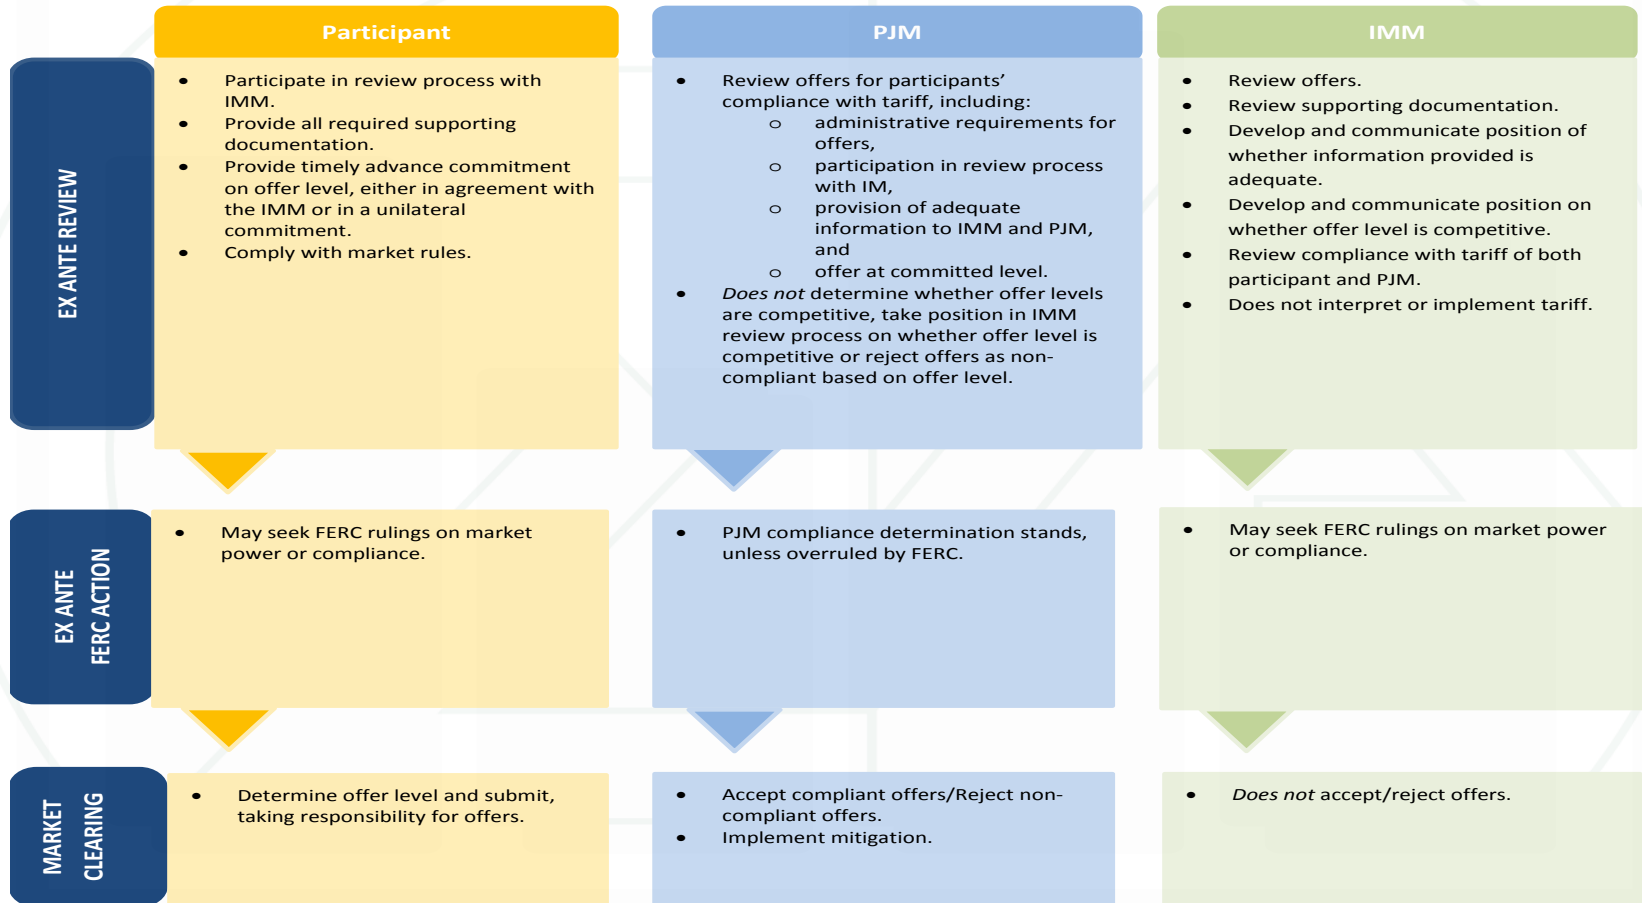 Participant
PJM
IMM
EX ANTE REVIEW
• Participate in review process with
IMM.
• Provide all required supporting
documentation.
• Provide timely advance commitment
on offer level, either in agreement with
the IMM or in a unilateral
commitment.
• Comply with market rules.
• Review offers for participants’
compliance with tariff, including:
o administrative requirements for
offers,
o participation in review process
with IM,
o provision of adequate
information to IMM and PJM,
and
o offer at committed level.
• Does not determine whether offer levels
are competitive, take position in IMM
review process on whether offer level is
competitive or reject offers as non-
compliant based on offer level.
• Review offers.
• Review supporting documentation.
• Develop and communicate position of
whether information provided is
adequate.
• Develop and communicate position on
whether offer level is competitive.
• Review compliance with tariff of both
participant and PJM.
• Does not interpret or implement tariff.
EX ANTE
FERC ACTION
• May seek FERC rulings on market
power or compliance.
• PJM compliance determination stands,
unless overruled by FERC.
• May seek FERC rulings on market power
or compliance.
MARKET
CLEARING
• Determine offer level and submit,
taking responsibility for offers.
• Accept compliant offers/Reject non-
compliant offers.
• Implement mitigation.
• Does not accept/reject offers.